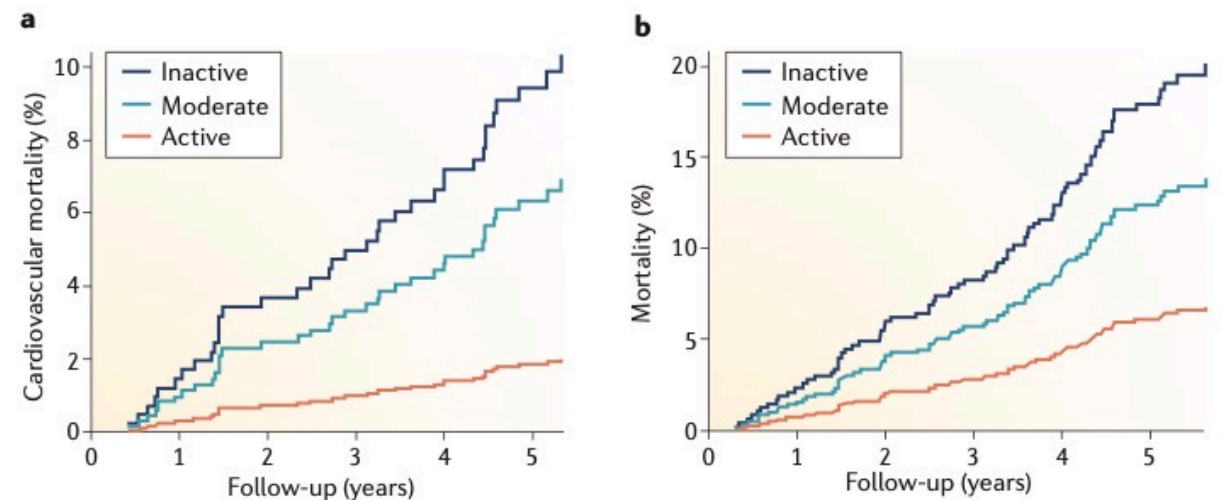 a
Cardiovascular mortality (%)
10
8
6
4
2
0
Inactive
Moderate
Active
0 1 2 3 4 5
Follow-up (years)
b
Mortality (%)
20
15
10
5
0
Inactive
Moderate
Active
0 1 2 3 4 5
Follow-up (years)